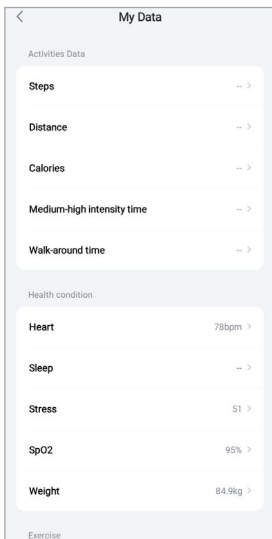 My Data
Activities Data
Steps -- >
Distance -- >
Calories -- >
Medium-high intensity time -- >
Walk-around time -- >
Health condition
Heart 78bpm >
Sleep -- >
Stress 51 >
SpO2 95% >
Weight 84.9kg >
Exercise